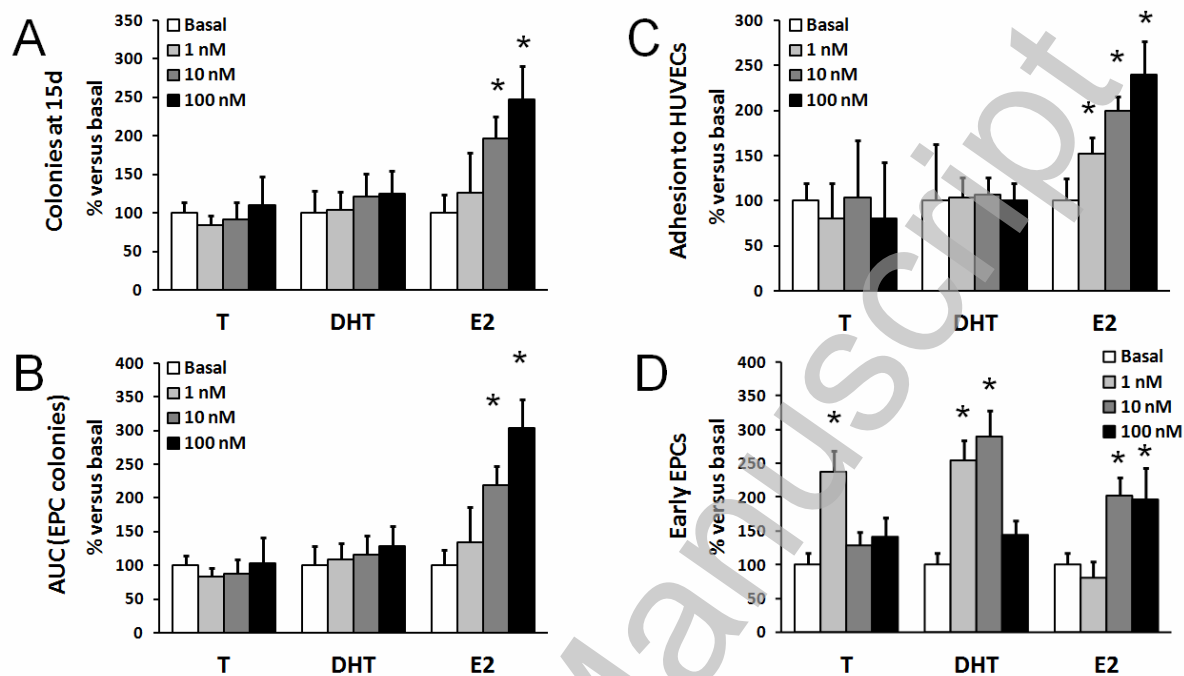 A
Colonies at 15d
% versus basal
350
300
250
200
150
100
50
0
Basal
1 nM
10 nM
100 nM
*
*
T DHT E2
B
AUC(EPC colonies)
% versus basal
400
350
300
250
200
150
100
50
0
Basal
1 nM
10 nM
100 nM
*
*
T DHT E2
C
Adhesion to HUVECs
% versus basal
300
250
200
150
100
50
0
Basal
1 nM
10 nM
100 nM
*
*
*
T DHT E2
D
Early EPCs
% versus basal
400
350
300
250
200
150
100
50
0
Basal
1 nM
10 nM
100 nM
*
*
*
*
*
T DHT E2
Manuscript